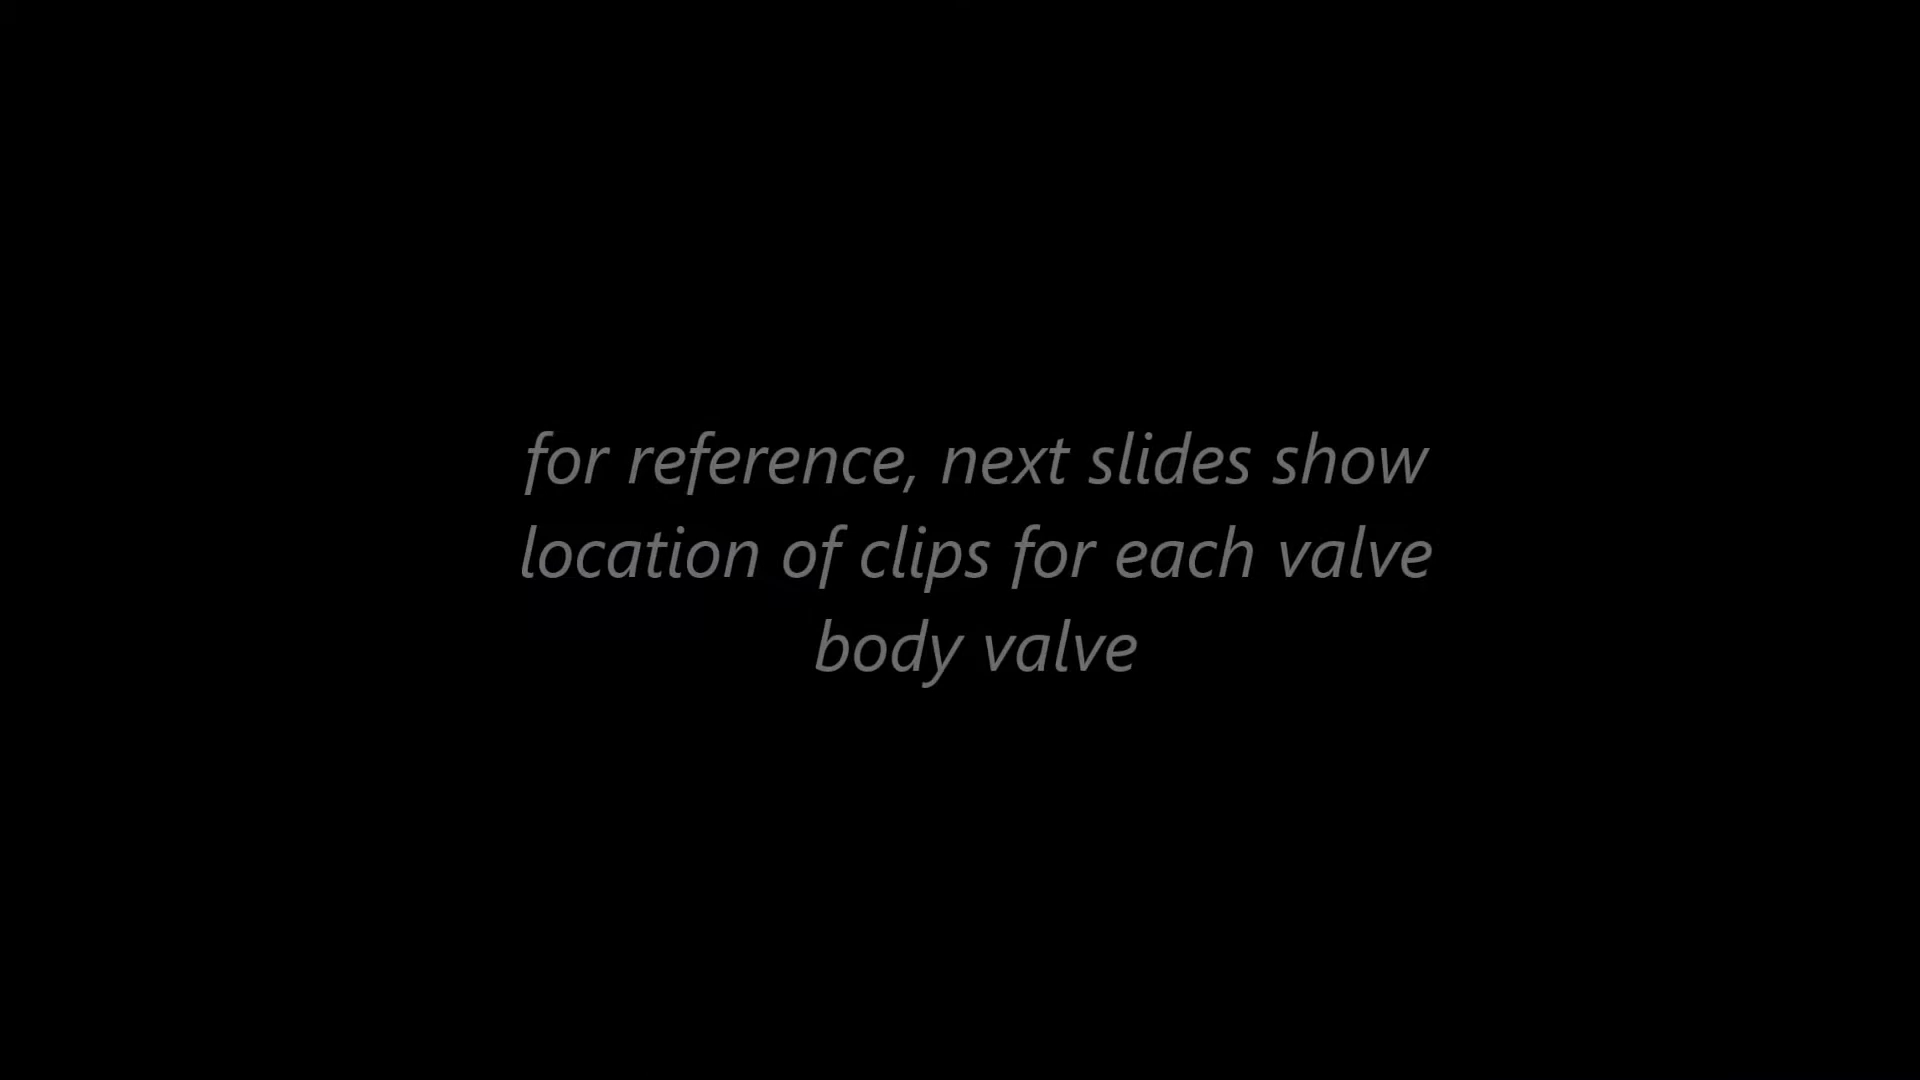 for reference, next slides show
location of clips for each valve
body valve